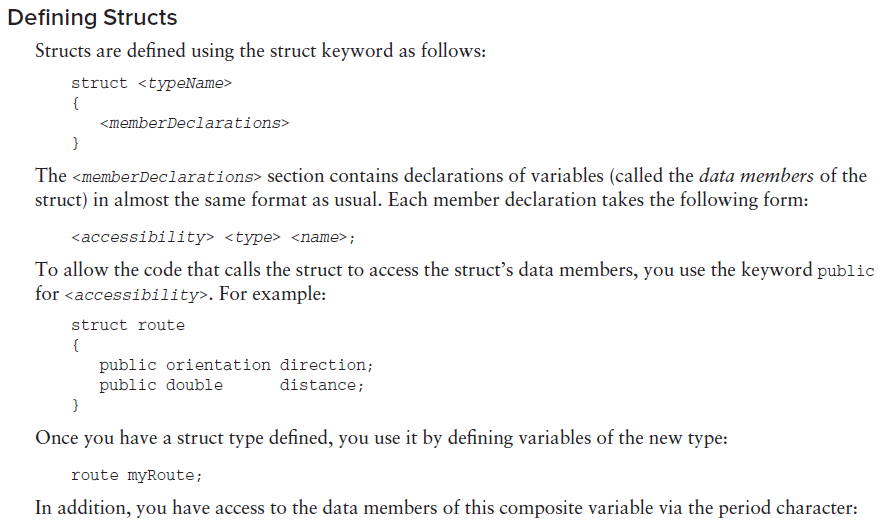 Defining Structs
Structs are defined using the struct keyword as follows:
struct <typeName>
{
<memberDeclarations>
}
The <memberDeclarations> section contains declarations of variables (called the data members of the
struct) in almost the same format as usual. Each member declaration takes the following form:
<accessibility> <type> <name>;
To allow the code that calls the struct to access the struct’s data members, you use the keyword public
for <accessibility>. For example:
struct route
{
public orientation direction;
public double      distance;
}
Once you have a struct type defined, you use it by defining variables of the new type:
route myRoute;
In addition, you have access to the data members of this composite variable via the period character: